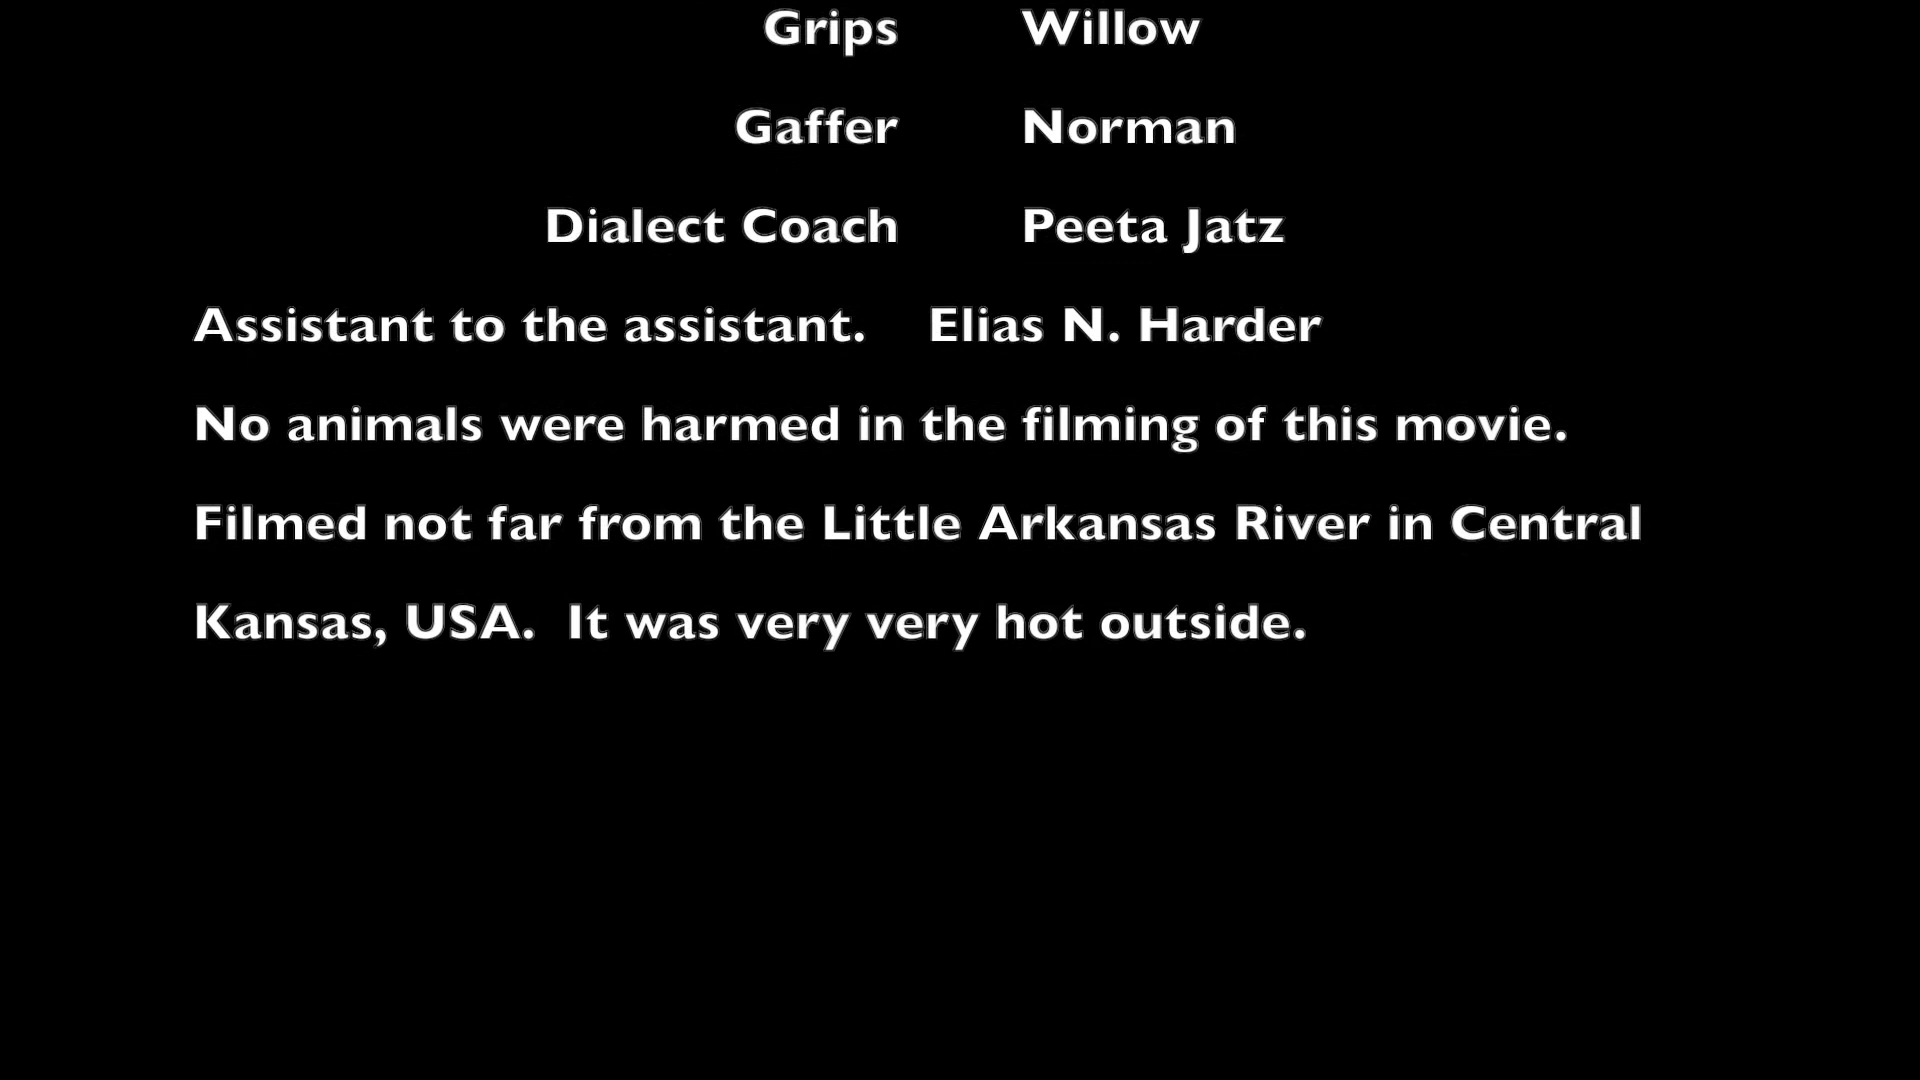 Grips Willow
Gaffer Norman
Dialect Coach Peeta Jatz
Assistant to the assistant. Elias N. Harder
No animals were harmed in the filming of this movie.
Filmed not far from the Little Arkansas River in Central
Kansas, USA. It was very very hot outside.